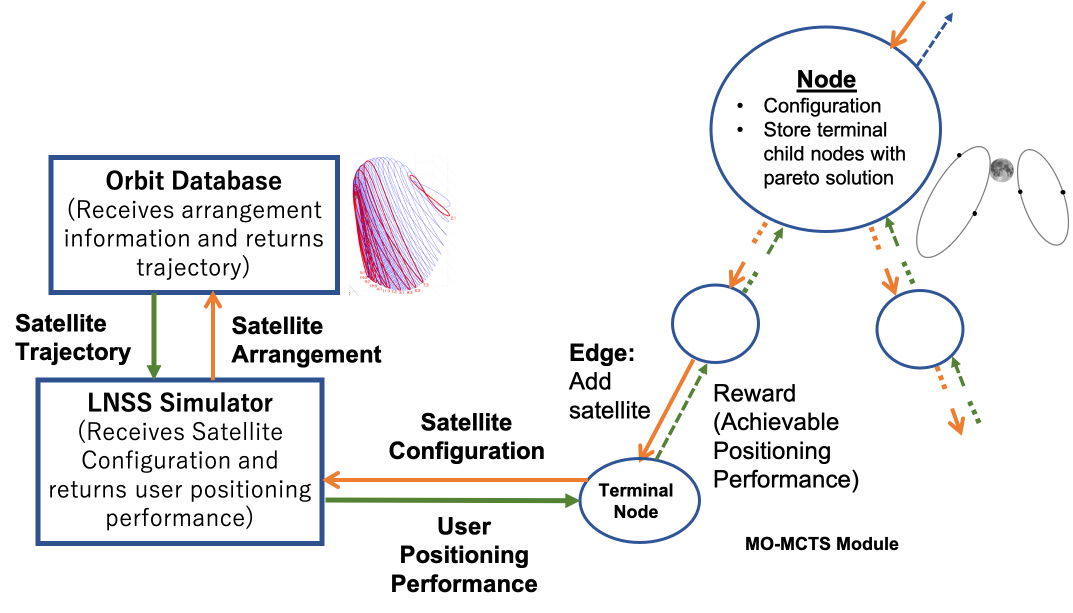 Node
• Configuration
• Store terminal
child nodes with
pareto solution
Orbit Database
(Receives arrangement
information and returns
trajectory)
Satellite
Trajectory
Satellite
Arrangement
LNSS Simulator
(Receives Satellite
Configuration and
returns user positioning
performance)
Satellite
Configuration
User
Positioning
Performance
Edge:
Add
satellite
Reward
(Achievable
Positioning
Performance)
Terminal
Node
MO-MCTS Module